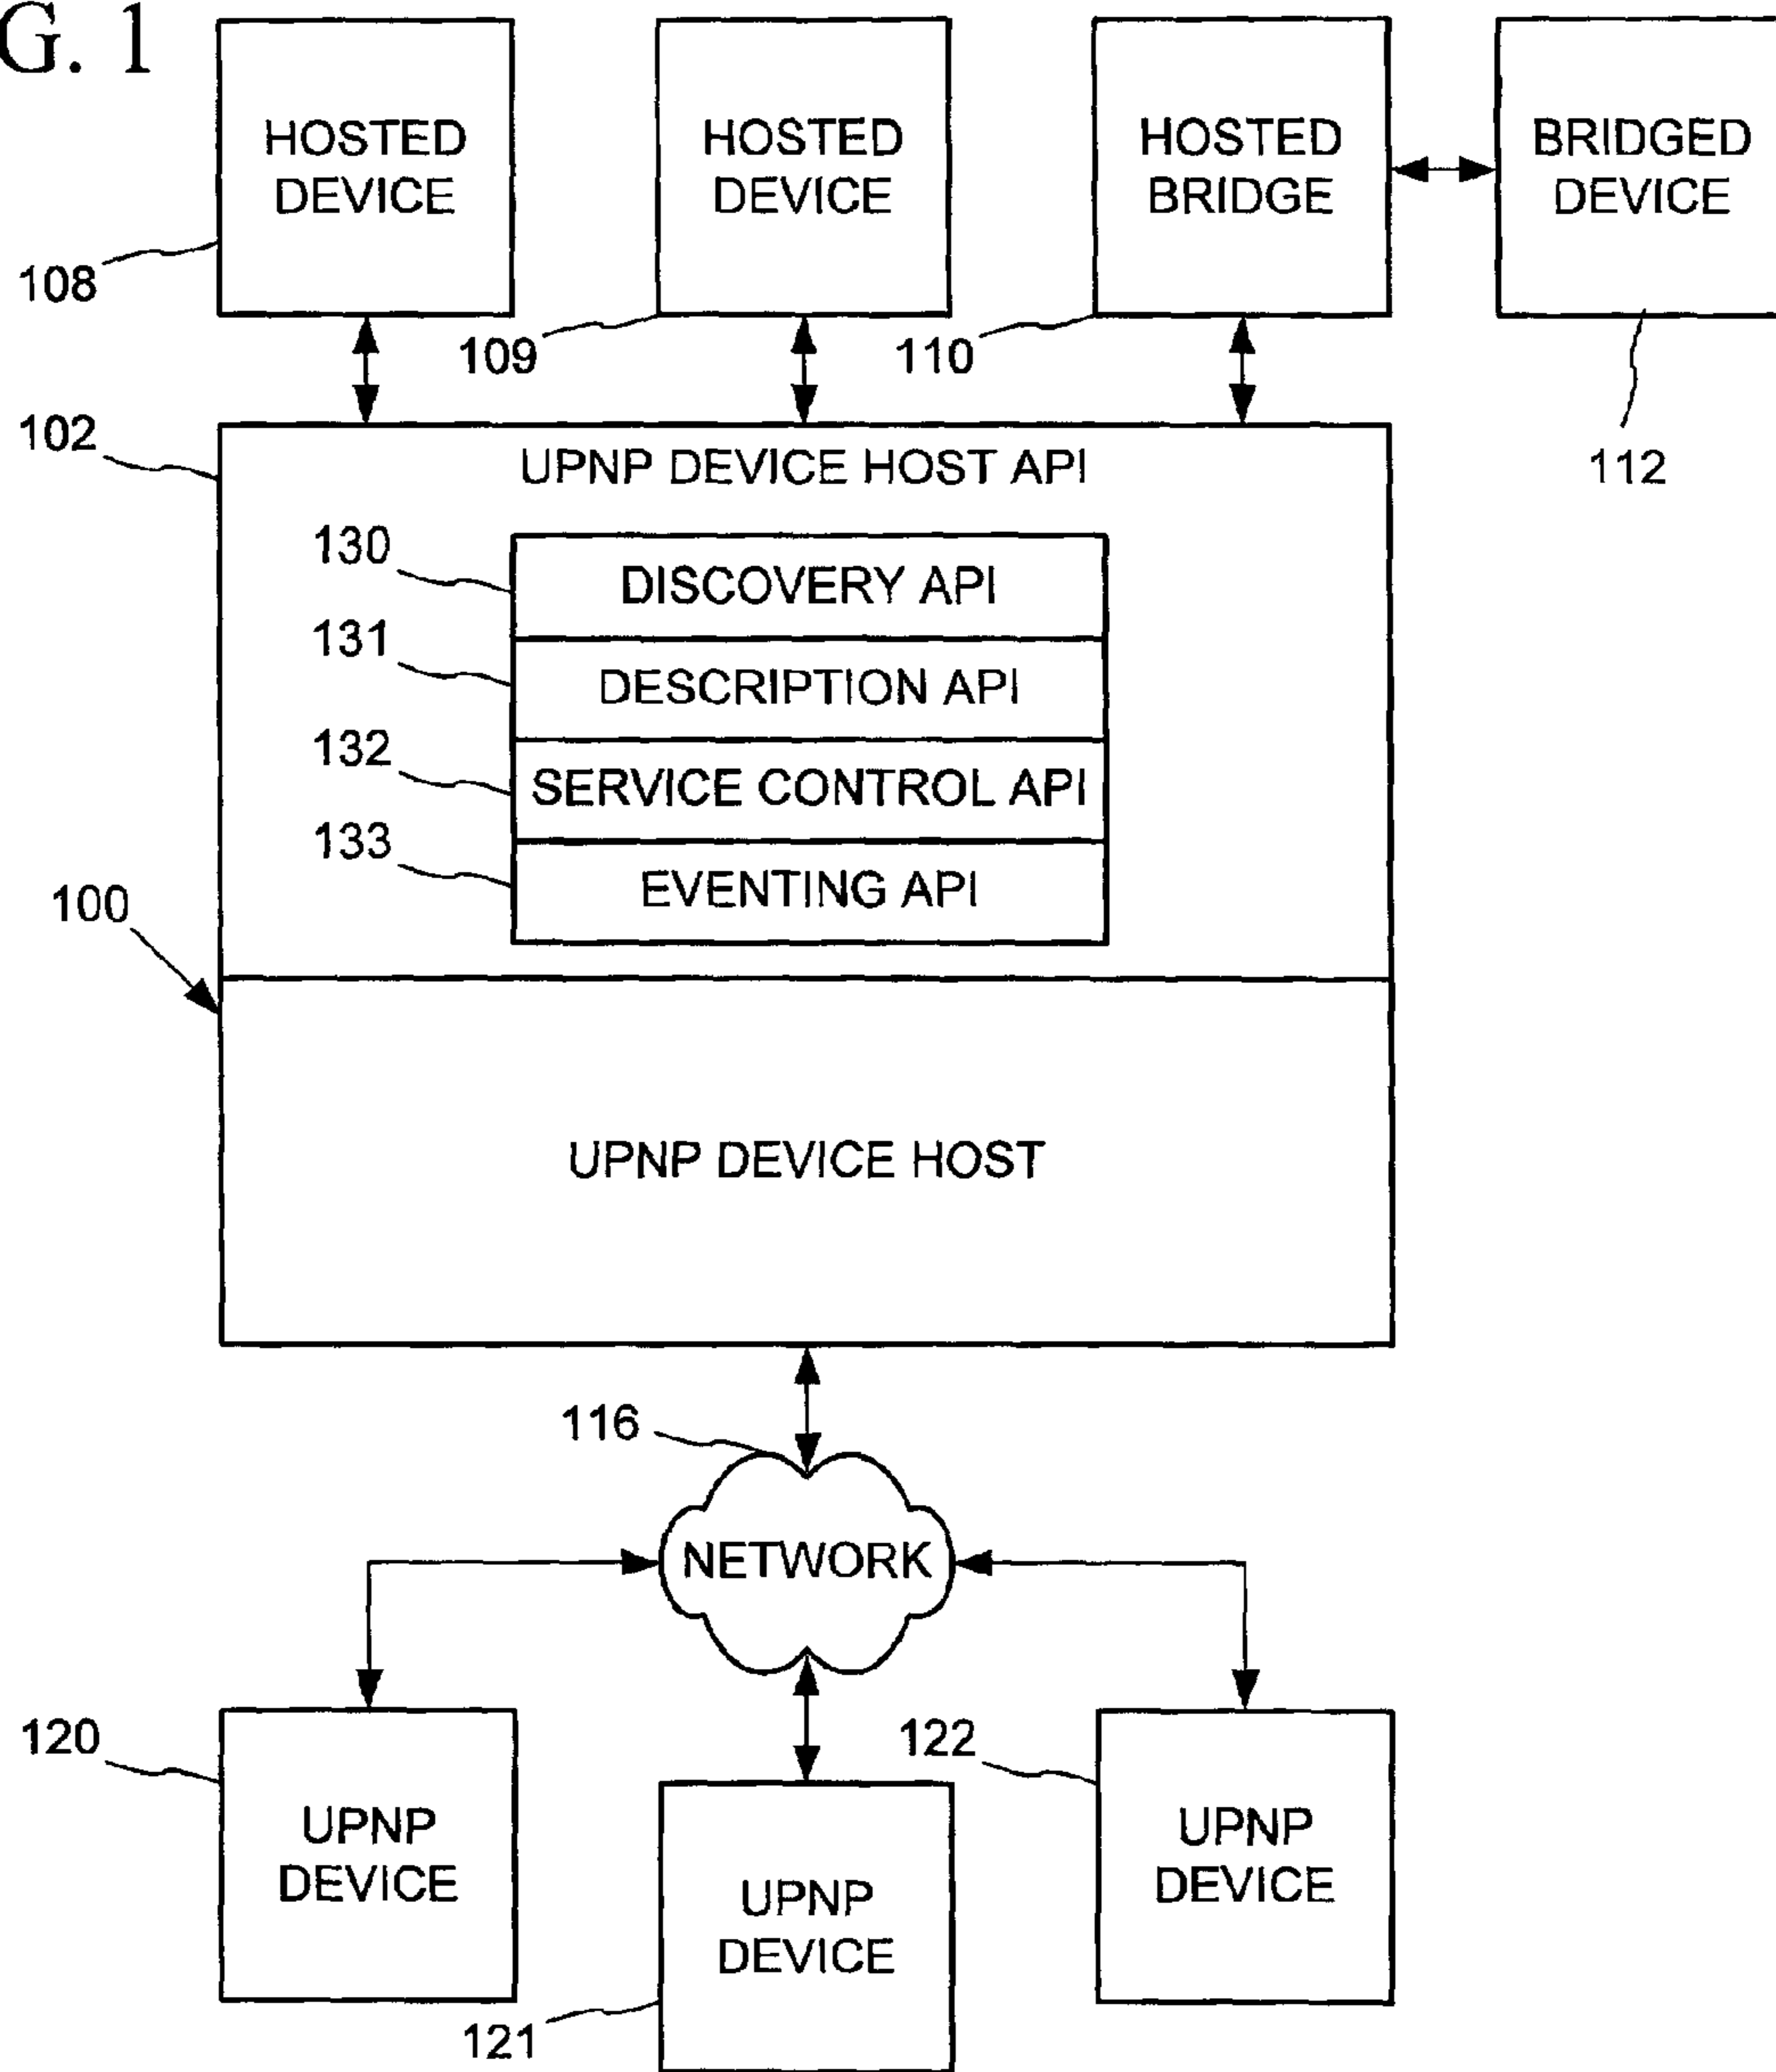 G. 1
HOSTED
DEVICE
HOSTED
DEVICE
HOSTED
BRIDGE
BRIDGED
DEVICE
108
109
110
112
102
UPNP DEVICE HOST API
130
DISCOVERY API
131
DESCRIPTION API
132
SERVICE CONTROL API
133
EVENTING API
100
UPNP DEVICE HOST
116
NETWORK
120
UPNP
DEVICE
121
UPNP
DEVICE
122
UPNP
DEVICE